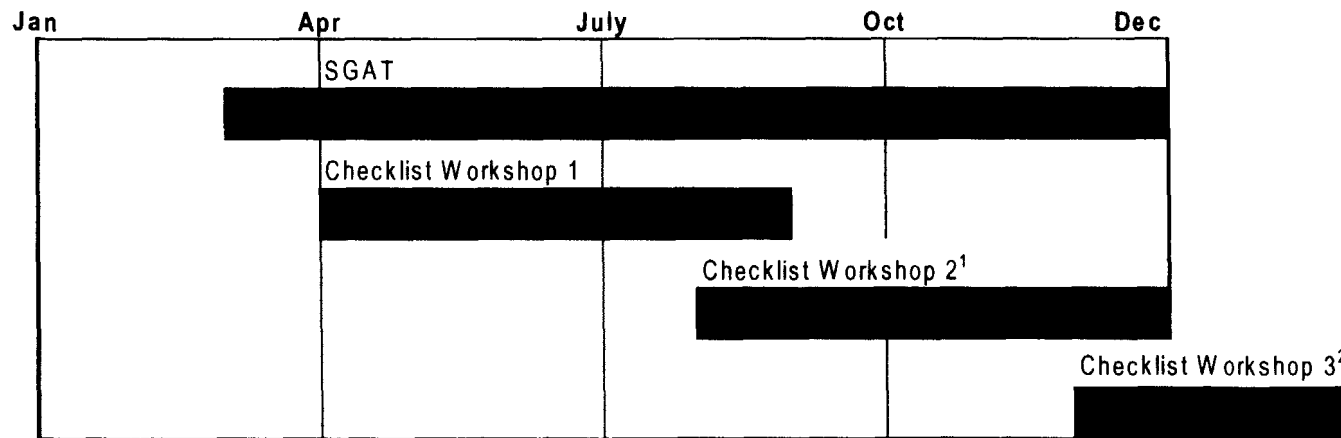 Jan Apr July Oct Dec
SGAT
Checklist Workshop 1
Checklist Workshop 2¹
Checklist Workshop 3²